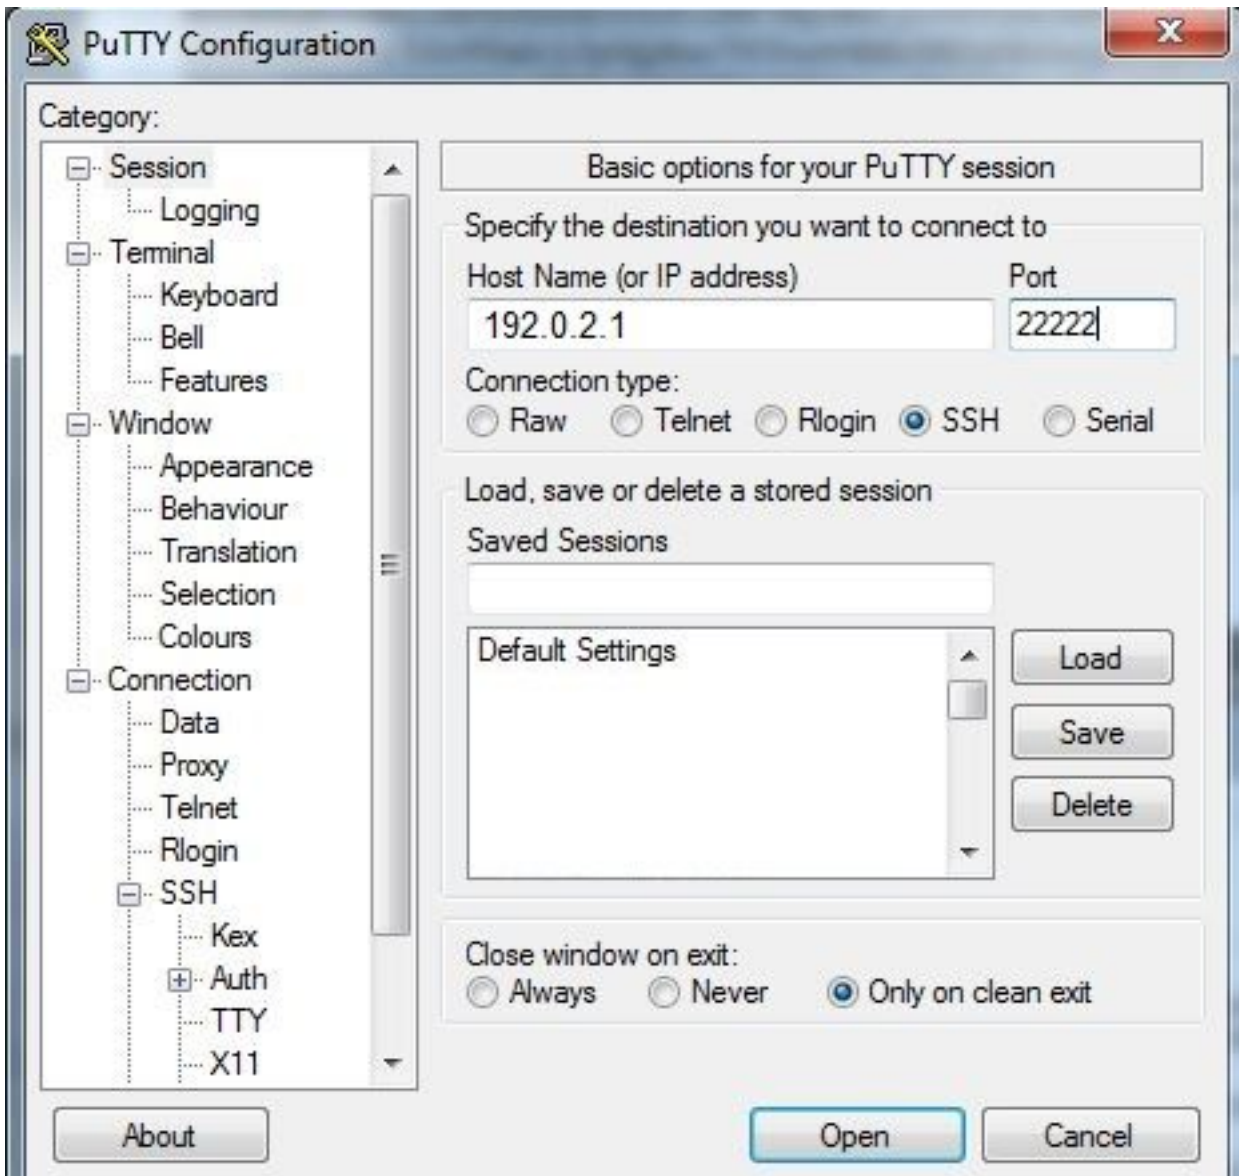 PuTTY Configuration
Category:
Session
Logging
Terminal
Keyboard
Bell
Features
Window
Appearance
Behaviour
Translation
Selection
Colours
Connection
Data
Proxy
Telnet
Rlogin
SSH
Kex
Auth
TTY
X11
Basic options for your PuTTY session
Specify the destination you want to connect to
Host Name (or IP address) Port
192.0.2.1 22222
Connection type:
Raw Telnet Rlogin SSH Serial
Load, save or delete a stored session
Saved Sessions
Default Settings
Load
Save
Delete
Close window on exit:
Always Never Only on clean exit
About Open Cancel